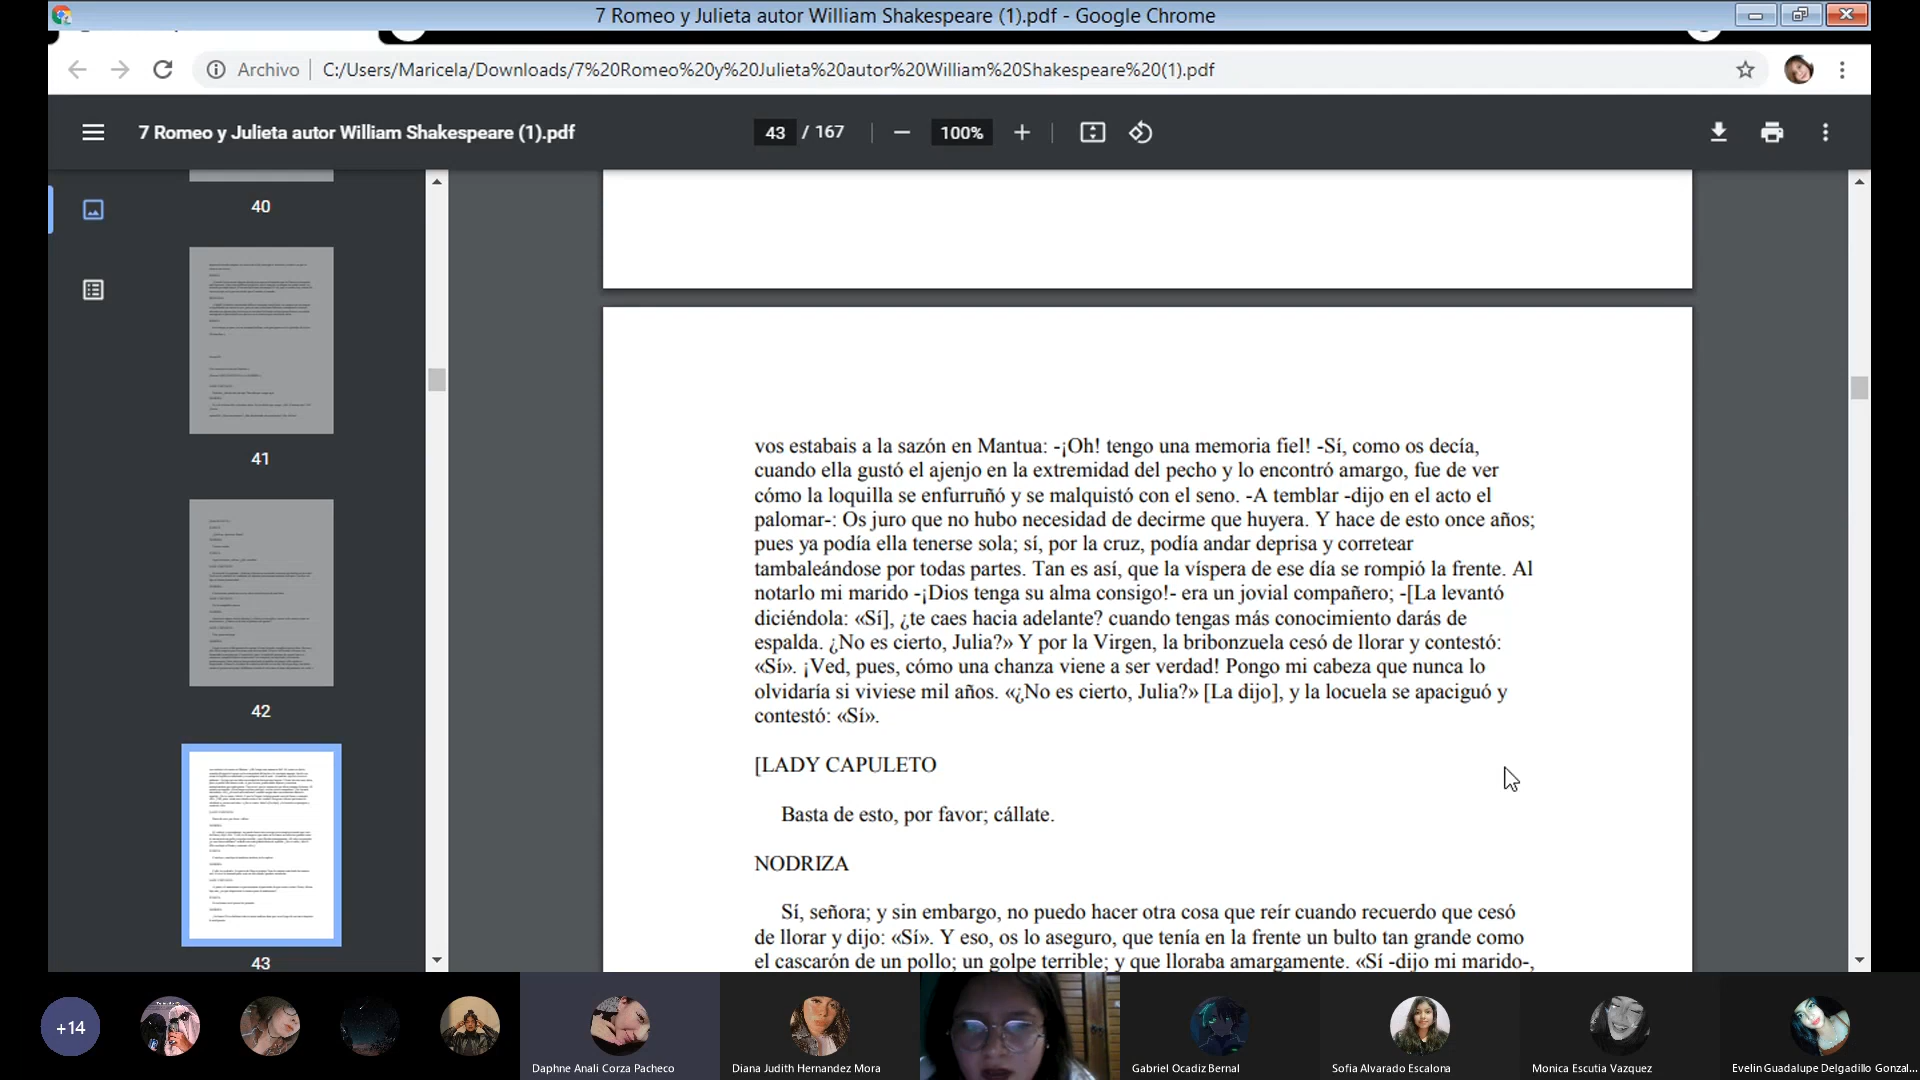 7 Romeo y Julieta autor William Shakespeare (1).pdf - Google Chrome
Archivo C:/Users/Maricela/Downloads/7%20Romeo%20y%20Julieta%20autor%20William%20Shakespeare%20(1).pdf
7 Romeo y Julieta autor William Shakespeare (1).pdf
43 / 167
100%
40
41
42
43
vos estabais a la sazón en Mantua: -¡Oh! tengo una memoria fiel! -Sí, como os decía,
cuando ella gustó el ajenjo en la extremidad del pecho y lo encontró amargo, fue de ver
cómo la loquilla se enfurruñó y se malquistó con el seno. -A temblar -dijo en el acto el
palomar-: Os juro que no hubo necesidad de decirme que huyera. Y hace de esto once años;
pues ya podía ella tenerse sola; sí, por la cruz, podía andar deprisa y corretear
tambaleándose por todas partes. Tan es así, que la víspera de ese día se rompió la frente. Al
notarlo mi marido -¡Dios tenga su alma consigo!- era un jovial compañero; -[La levantó
diciéndola: «Sí], ¿te caes hacia adelante? cuando tengas más conocimiento darás de
espalda. ¿No es cierto, Julia?» Y por la Virgen, la bribonzuela cesó de llorar y contestó:
«Sí». ¡Ved, pues, cómo una chanza viene a ser verdad! Pongo mi cabeza que nunca lo
olvidaría si viviese mil años. «¿No es cierto, Julia?» [La dijo], y la locuela se apaciguó y
contestó: «Sí».
[LADY CAPULETO
Basta de esto, por favor; cállate.
NODRIZA
Sí, señora; y sin embargo, no puedo hacer otra cosa que reír cuando recuerdo que cesó
de llorar y dijo: «Sí». Y eso, os lo aseguro, que tenía en la frente un bulto tan grande como
el cascarón de un pollo; un golpe terrible; y que lloraba amargamente. «Sí -dijo mi marido-,
+14
Daphne Anali Corza Pacheco
Diana Judith Hernandez Mora
Gabriel Ocadiz Bernal
Sofia Alvarado Escalona
Monica Escutia Vazquez
Evelin Guadalupe Delgadillo Gonzal...